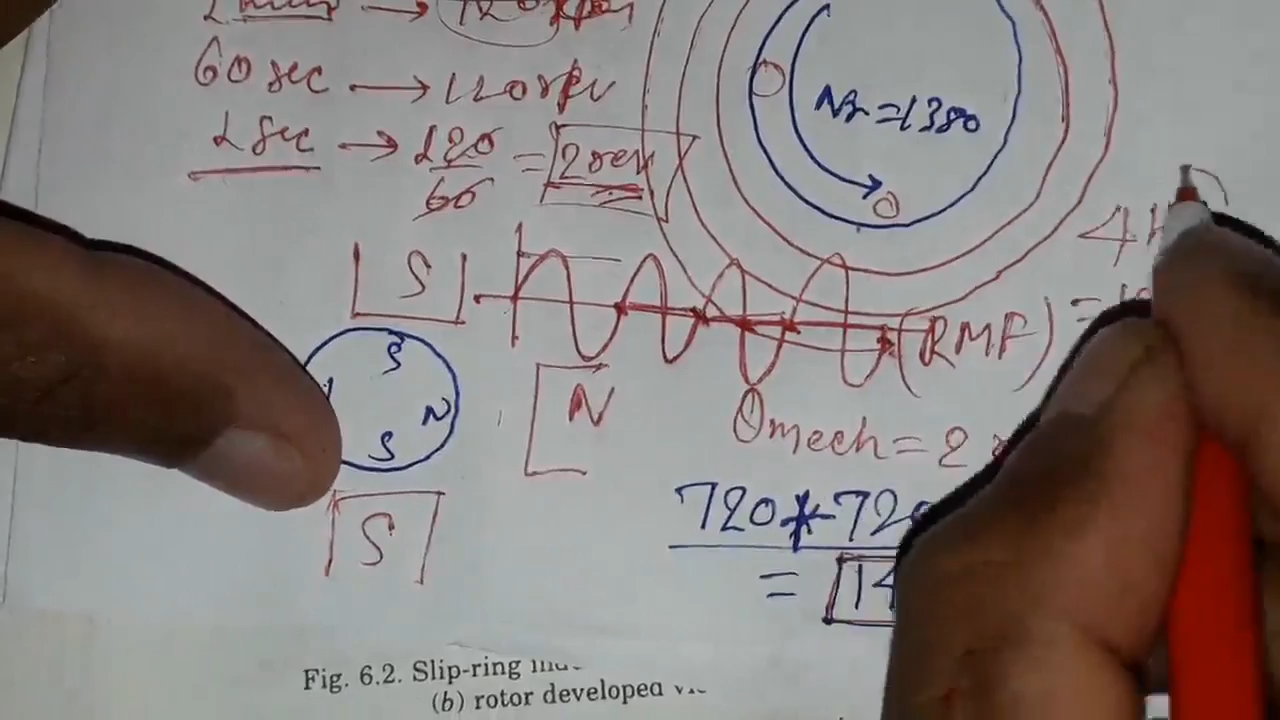 60 sec → 120 rev
1 sec → 120/60 = 2 rev
Nr = 1380
S
N
S
S
N
S
(RMF)
θmech = 2
720 * 720
= 14
Fig. 6.2. Slip-ring
(b) rotor developed